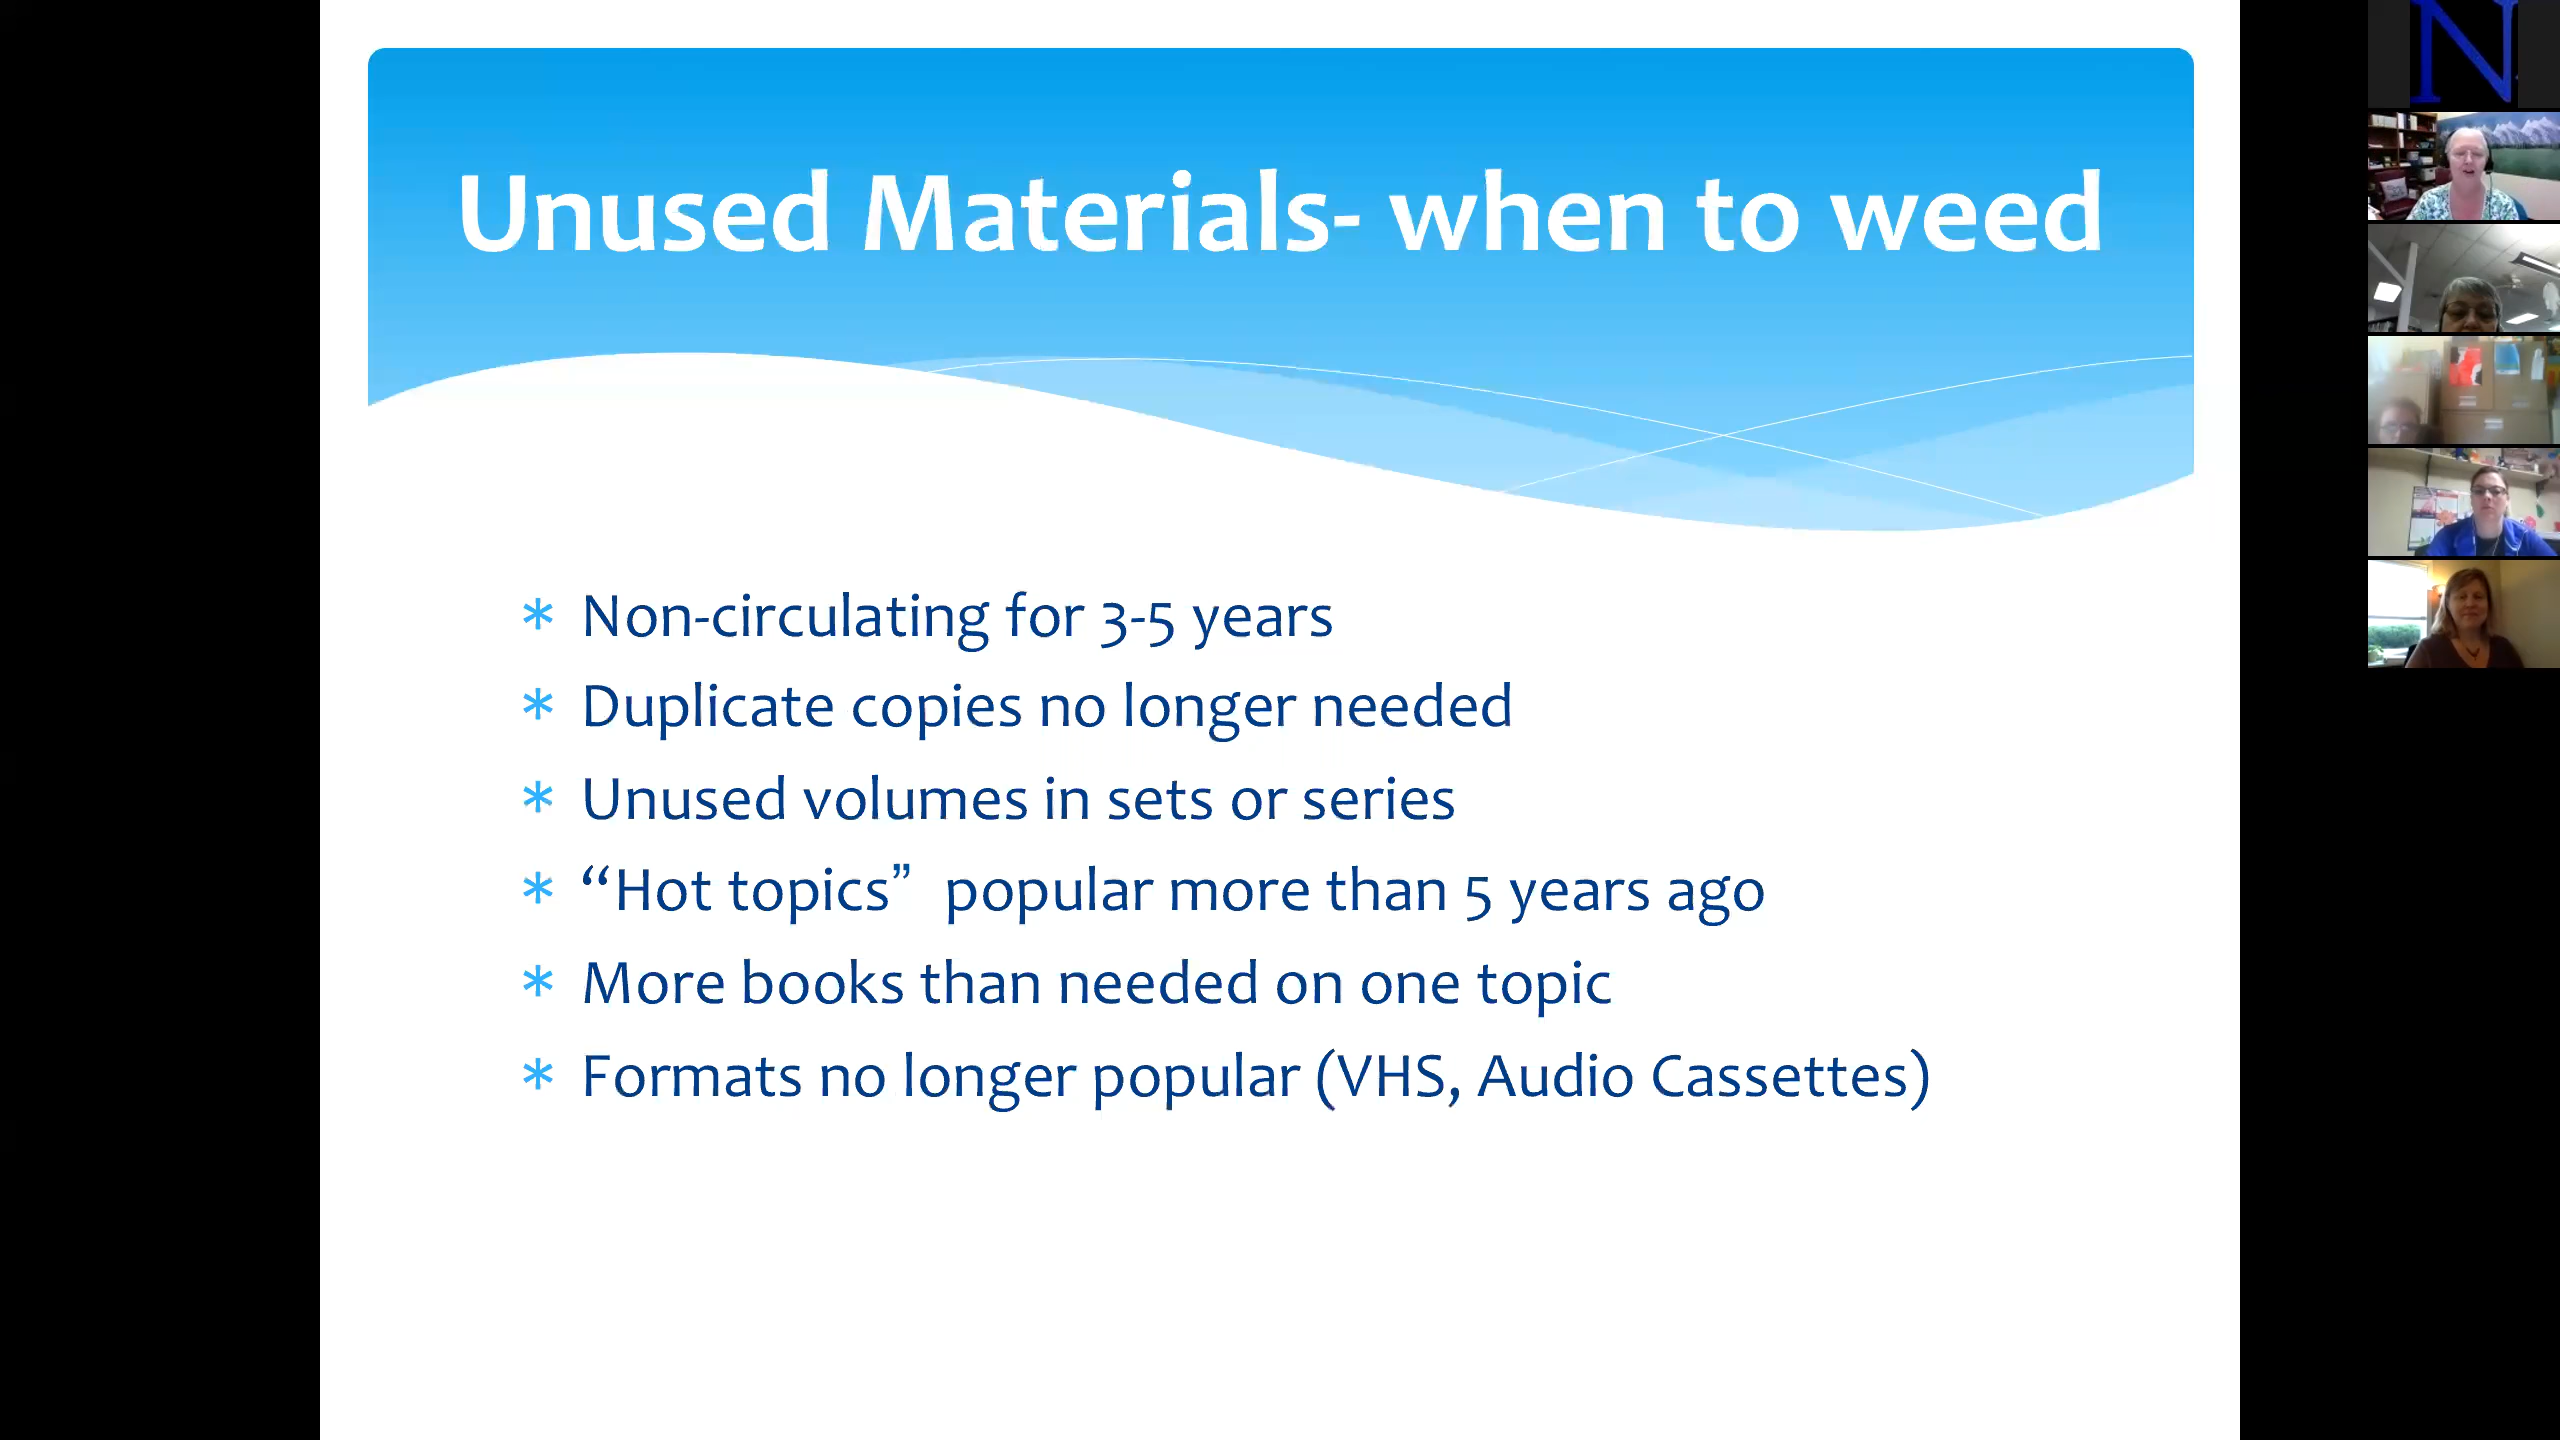 Unused Materials- when to weed
* Non-circulating for 3-5 years
* Duplicate copies no longer needed
* Unused volumes in sets or series
* “Hot topics”  popular more than 5 years ago
* More books than needed on one topic
* Formats no longer popular (VHS, Audio Cassettes)
N